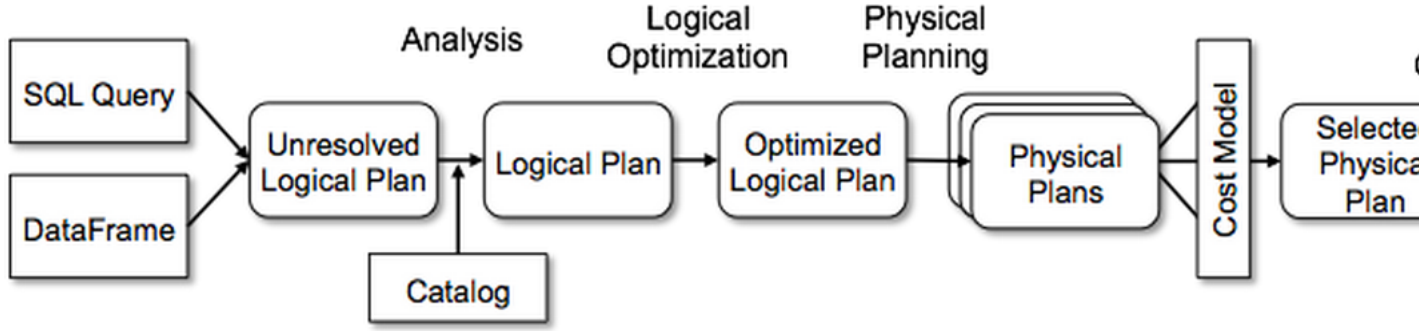 Analysis
Logical
Optimization
Physical
Planning
SQL Query
DataFrame
Unresolved
Logical Plan
Catalog
Logical Plan
Optimized
Logical Plan
Physical
Plans
Cost Model
Plan